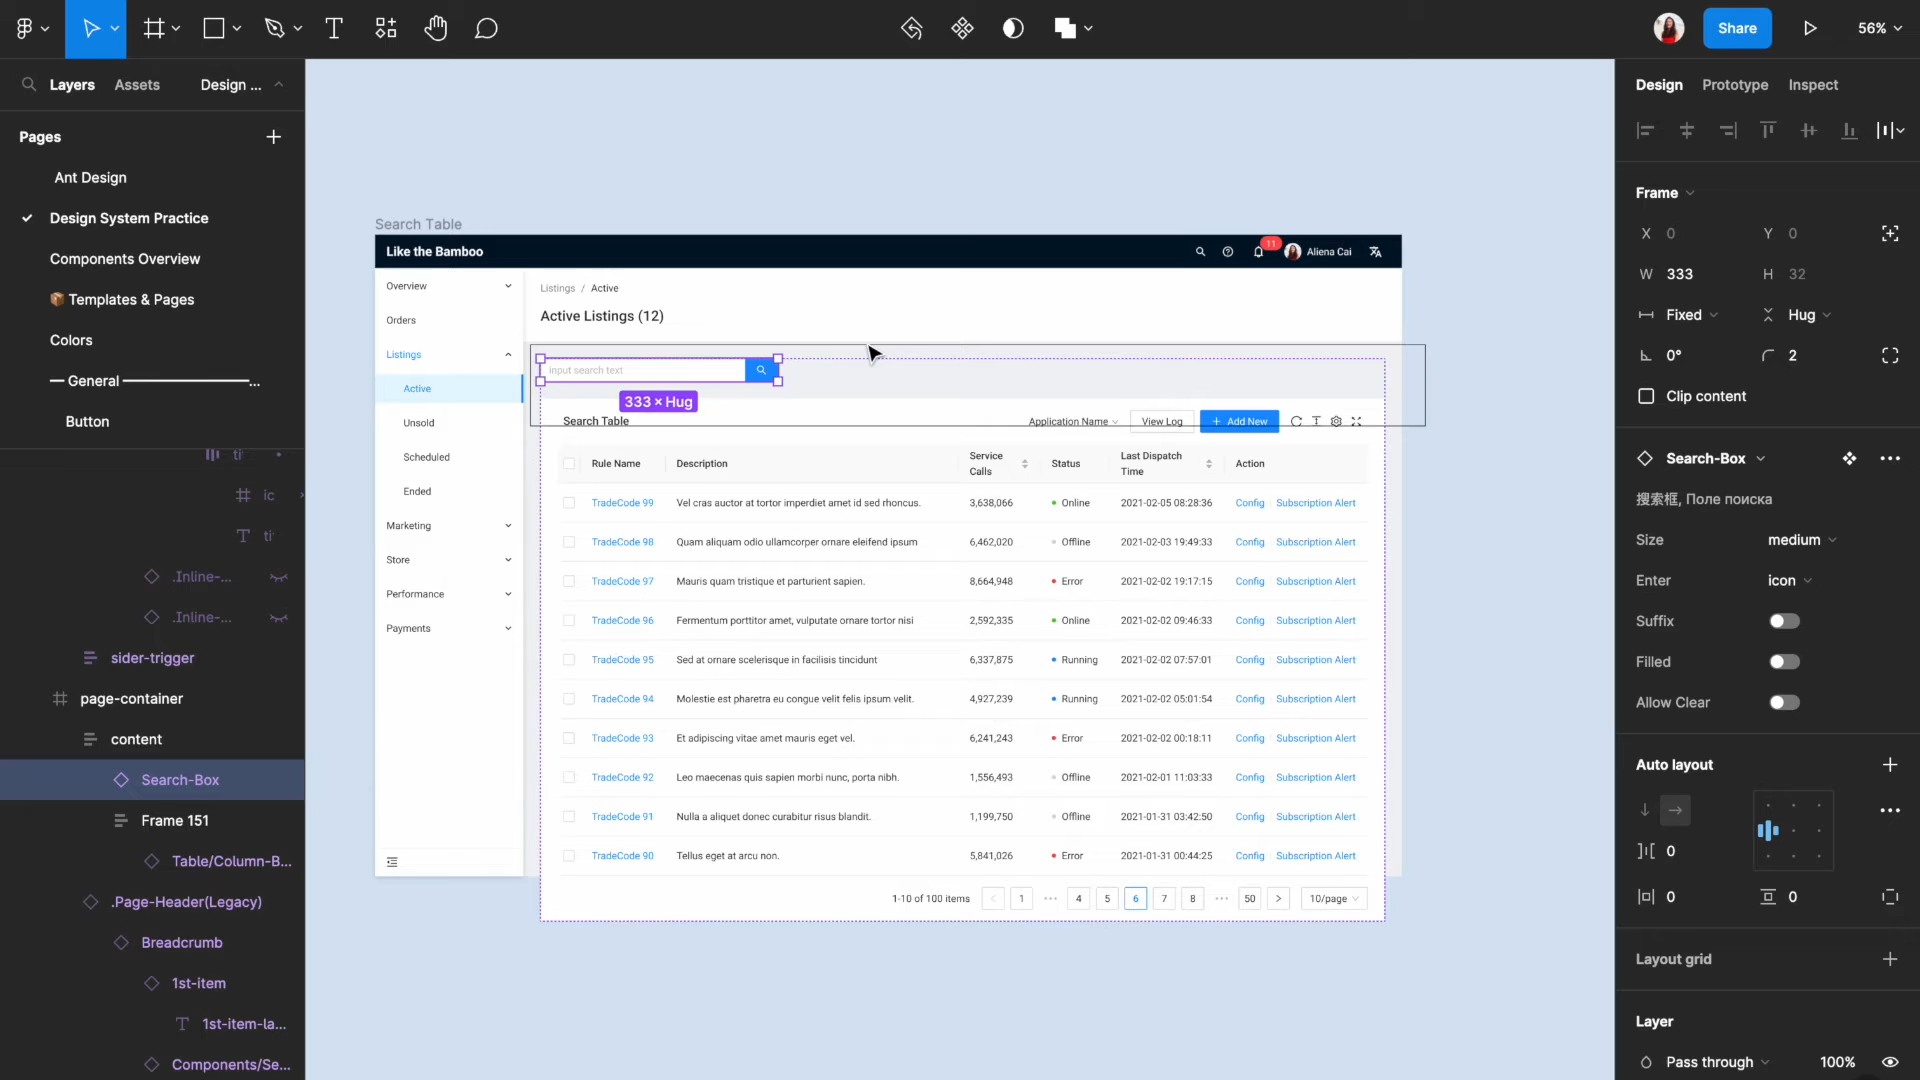 Share
56%
Layers
Assets
Design ...
Pages
Ant Design
Design System Practice
Components Overview
📦 Templates & Pages
Colors
— General ————————...
Button
ti
ic
ti
.Inline-...
.Inline-...
sider-trigger
page-container
content
Search-Box
Frame 151
Table/Column-B...
.Page-Header(Legacy)
Breadcrumb
1st-item
1st-item-la...
Components/Se...
Search Table
Like the Bamboo
11
Aliena Cai
Overview
Orders
Listings
Active
Unsold
Scheduled
Ended
Marketing
Store
Performance
Payments
Listings / Active
Active Listings (12)
input search text
333 × Hug
Search Table
Application Name
View Log
+ Add New
Rule Name Description Service Calls Status Last Dispatch Time Action
TradeCode 99 Vel cras auctor at tortor imperdiet amet id sed rhoncus. 3,638,066 Online 2021-02-05 08:28:36 Config Subscription Alert
TradeCode 98 Quam aliquam odio ullamcorper ornare eleifend ipsum 6,462,020 Offline 2021-02-03 19:49:33 Config Subscription Alert
TradeCode 97 Mauris quam tristique et parturient sapien. 8,664,948 Error 2021-02-02 19:17:15 Config Subscription Alert
TradeCode 96 Fermentum porttitor amet, vulputate ornare tortor nisi 2,592,335 Online 2021-02-02 09:46:33 Config Subscription Alert
TradeCode 95 Sed at ornare scelerisque in facilisis tincidunt 6,337,875 Running 2021-02-02 07:57:01 Config Subscription Alert
TradeCode 94 Molestie est pharetra eu congue velit felis ipsum velit. 4,927,239 Running 2021-02-02 05:01:54 Config Subscription Alert
TradeCode 93 Et adipiscing vitae amet mauris eget vel. 6,241,243 Error 2021-02-02 00:18:11 Config Subscription Alert
TradeCode 92 Leo maecenas quis sapien morbi nunc, porta nibh. 1,556,493 Offline 2021-02-01 11:03:33 Config Subscription Alert
TradeCode 91 Nulla a aliquet donec curabitur risus blandit. 1,199,750 Offline 2021-01-31 03:42:50 Config Subscription Alert
TradeCode 90 Tellus eget at arcu non. 5,841,026 Error 2021-01-31 00:44:25 Config Subscription Alert
1-10 of 100 items < 1 ••• 4 5 6 7 8 ••• 50 > 10/page
Design
Prototype
Inspect
Frame
X 0 Y 0
W 333 H 32
Fixed Hug
0° 2
Clip content
Search-Box
搜索框, Поле поиска
Size medium
Enter icon
Suffix
Filled
Allow Clear
Auto layout
0
0 0
Layout grid
Layer
Pass through 100%